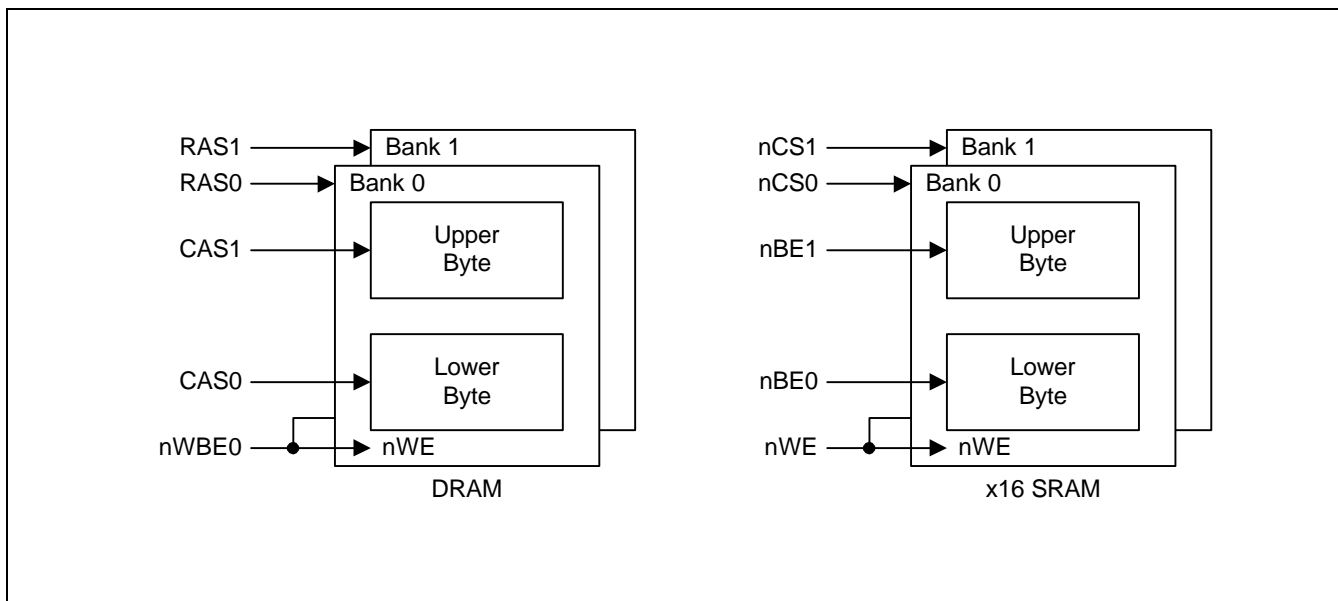 RAS1
Bank 1
RAS0
Bank 0
CAS1
Upper
Byte
CAS0
Lower
Byte
nWBE0
nWE
DRAM
nCS1
Bank 1
nCS0
Bank 0
nBE1
Upper
Byte
nBE0
Lower
Byte
nWE
nWE
x16 SRAM